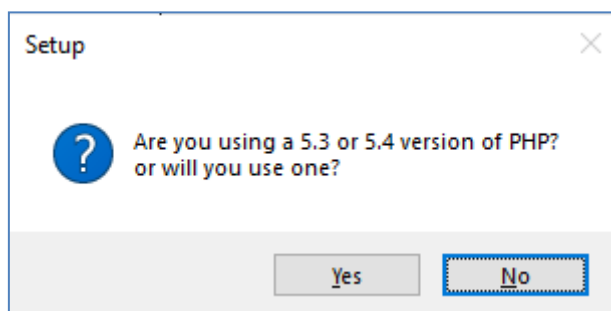 Setup
Are you using a 5.3 or 5.4 version of PHP?
or will you use one?
Yes
No